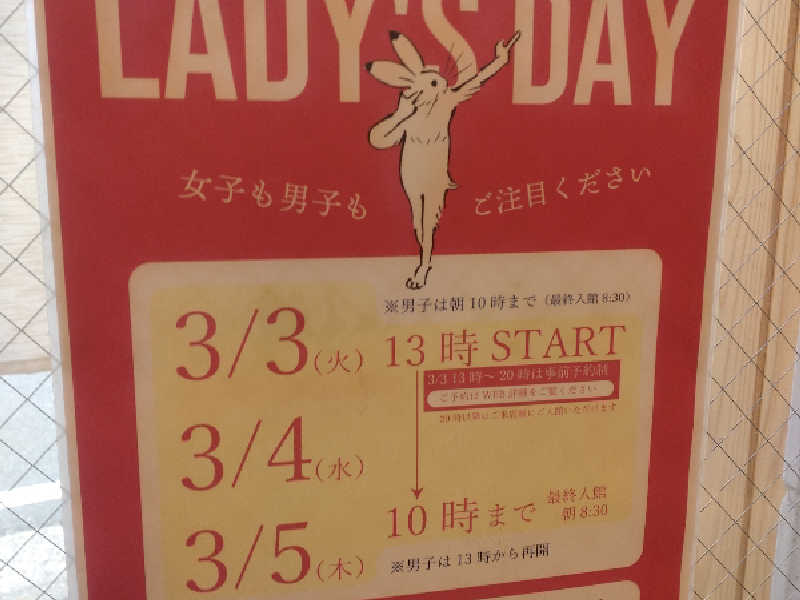 LADY'S DAY
女子も男子も
ご注目ください
※男子は朝10時まで（最終入館8:30）
3/3（火） 13時 START
3/3 13時〜20時は事前予約制
ご予約はWEB詳細をご覧ください
3/4（水）
10時まで 最終入館
朝8:30
3/5（木）
※男子は13時から再開